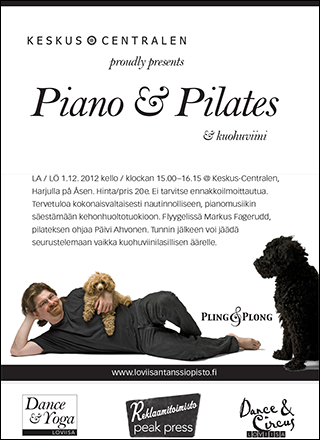 KESKUS CENTRALEN
proudly presents
Piano & Pilates
& kuohuviini
LA / LÖ 1.12. 2012 kello / klockan 15.00–16.15 @ Keskus-Centralen,
Harjulla på Åsen. Hinta/pris 20e. Ei tarvitse ennakkoilmoittautua.
Tervetuloa kokonaisvaltaisesti nautinnolliseen, pianomusiikin
säestämään kehonhuoltotuokioon. Flyygelissä Markus Fagerudd,
pilateksen ohjaa Päivi Ahvonen. Tunnin jälkeen voi jäädä
seurustelemaan vaikka kuohuviinilasillisen äärelle.
PLING & PLONG
www.loviisantanssiopisto.fi
Dance & Yoga LOVIISA
Reklaamitoimisto peak press
Dance & Circus LOVIISA